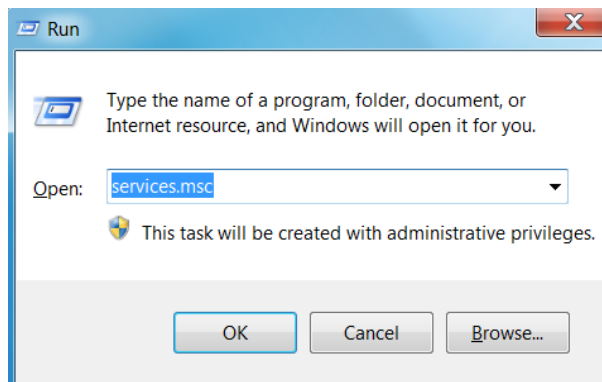 Run
Type the name of a program, folder, document, or
Internet resource, and Windows will open it for you.
Open: services.msc
This task will be created with administrative privileges.
OK Cancel Browse...